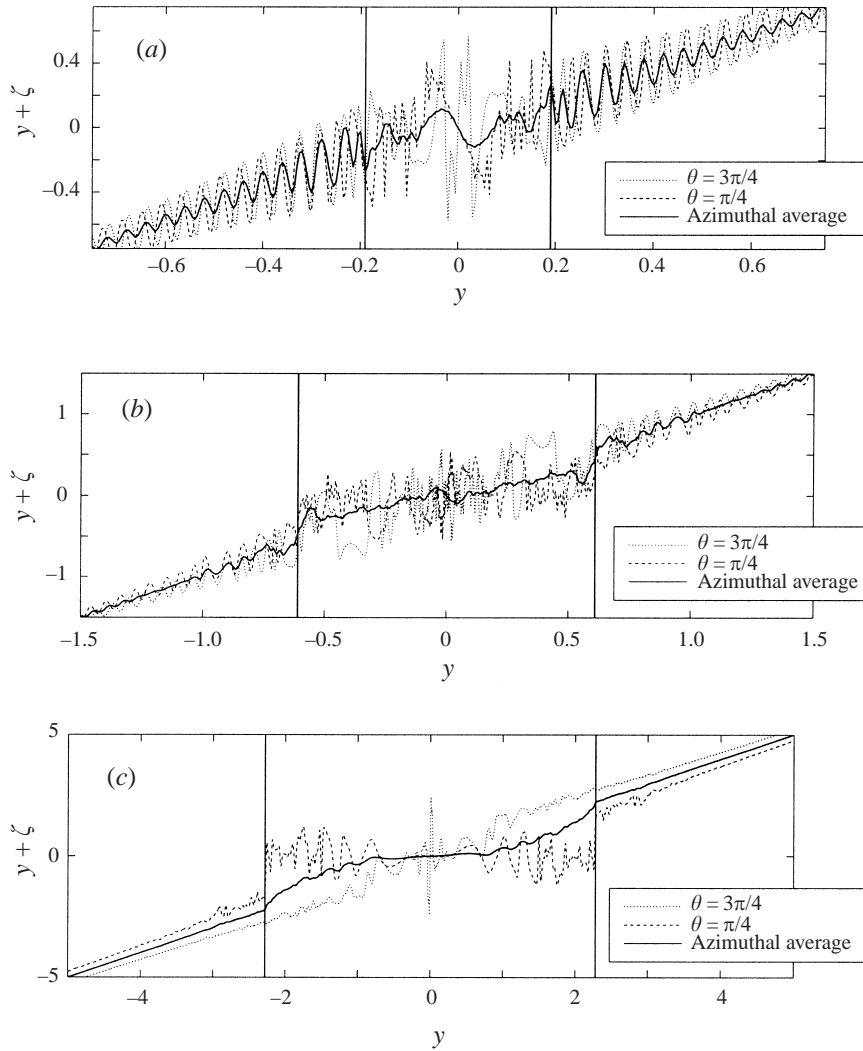 (a)
y + ζ
0.4
0
−0.4
θ = 3π/4
θ = π/4
Azimuthal average
−0.6
−0.4
−0.2
0
0.2
0.4
0.6
y
(b)
y + ζ
1
0
−1
θ = 3π/4
θ = π/4
Azimuthal average
−1.5
−1.0
−0.5
0
0.5
1.0
1.5
y
(c)
y + ζ
5
0
−5
θ = 3π/4
θ = π/4
Azimuthal average
−4
−2
0
2
4
y